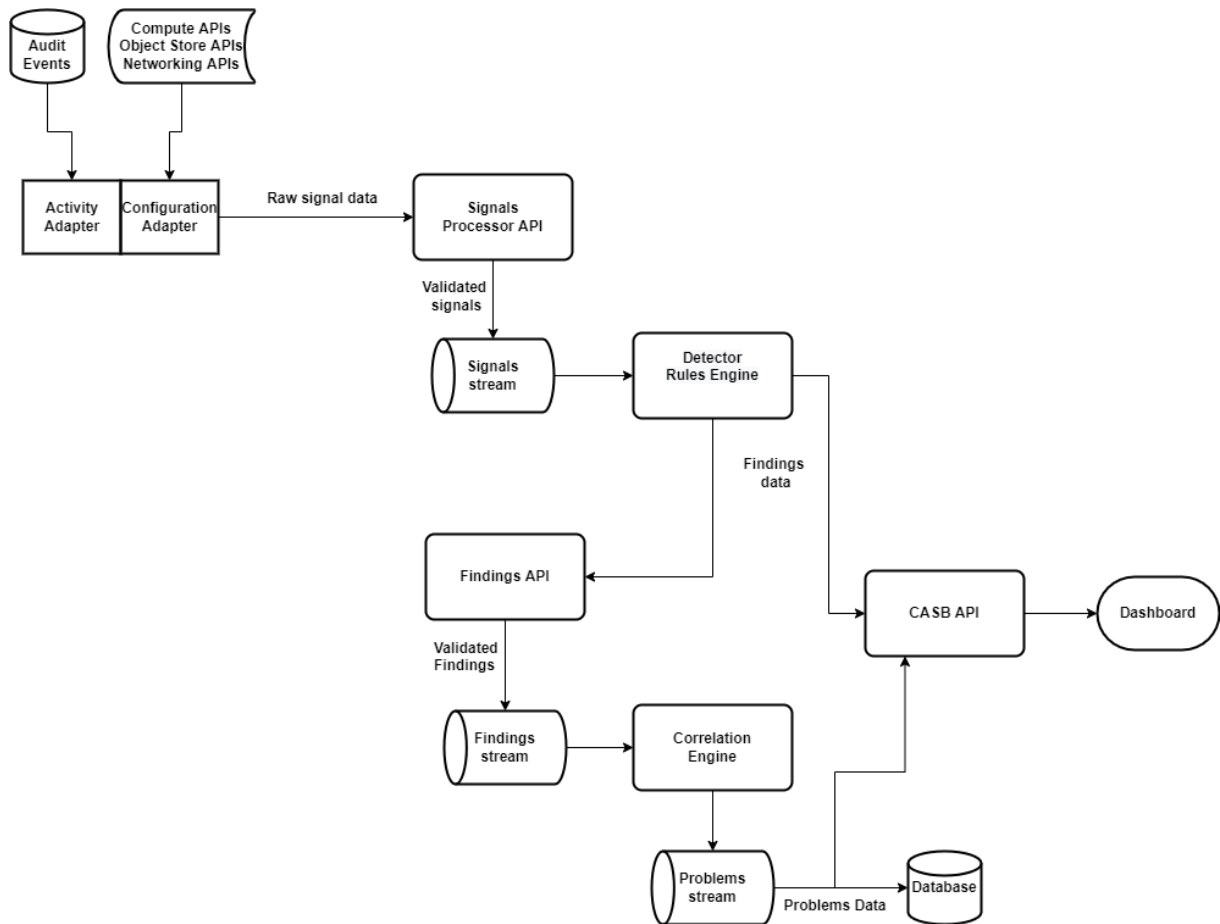 Audit
Events
Compute APIs
Object Store APIs
Networking APIs
Activity
Adapter
Configuration
Adapter
Raw signal data
Signals
Processor API
Validated
signals
Signals
stream
Detector
Rules Engine
Findings
data
Findings API
CASB API
Dashboard
Validated
Findings
Findings
stream
Correlation
Engine
Problems
stream
Problems Data
Database